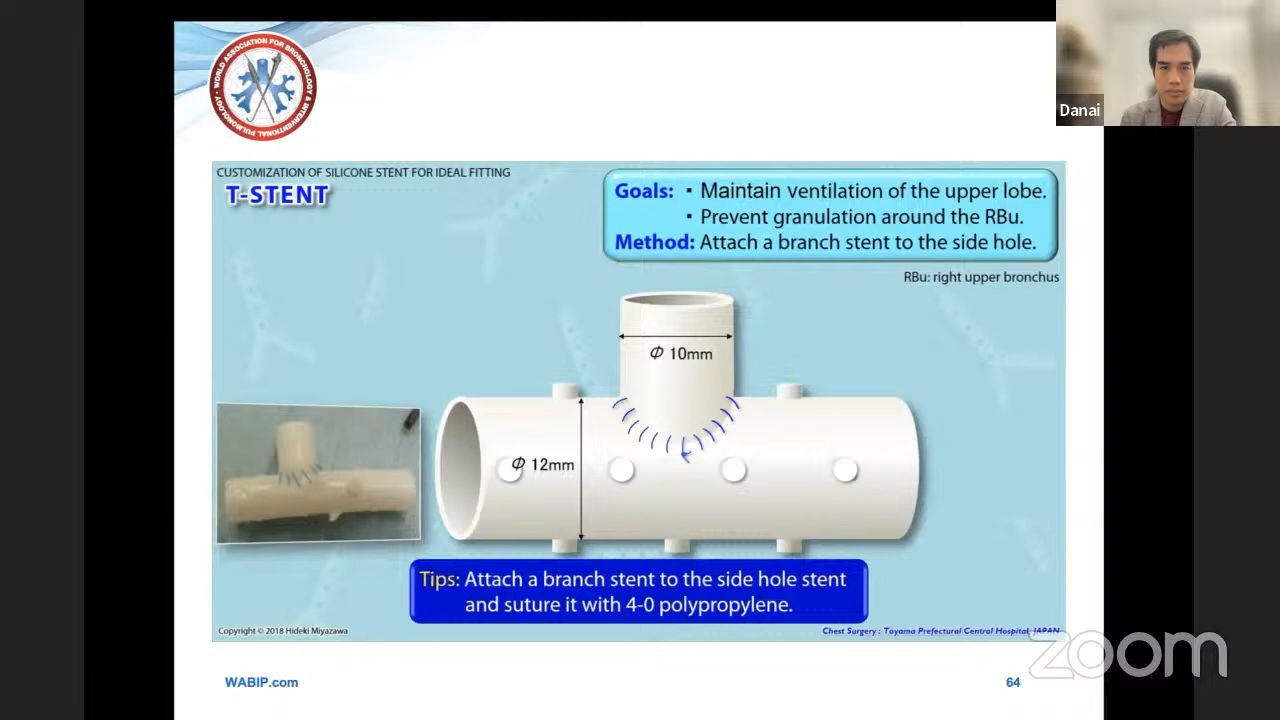 WORLD ASSOCIATION FOR BRONCHOLOGY & INTERVENTIONAL PULMONOLOGY
Danai
CUSTOMIZATION OF SILICONE STENT FOR IDEAL FITTING
T-STENT
Goals: ▪ Maintain ventilation of the upper lobe.
▪ Prevent granulation around the RBu.
Method: Attach a branch stent to the side hole.
RBu: right upper bronchus
Φ 10mm
Φ 12mm
Tips: Attach a branch stent to the side hole stent
and suture it with 4-0 polypropylene.
Copyright © 2018 Hideki Miyazawa
Chest Surgery : Toyama Prefectural Central Hospital, JAPAN
zoom
WABIP.com
64